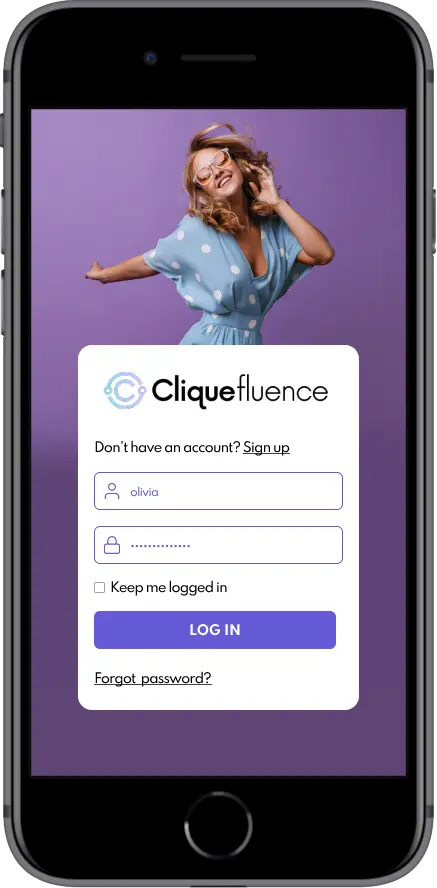 Cliquefluence
Don't have an account? Sign up
olivia
••••••••••••••
Keep me logged in
LOG IN
Forgot password?